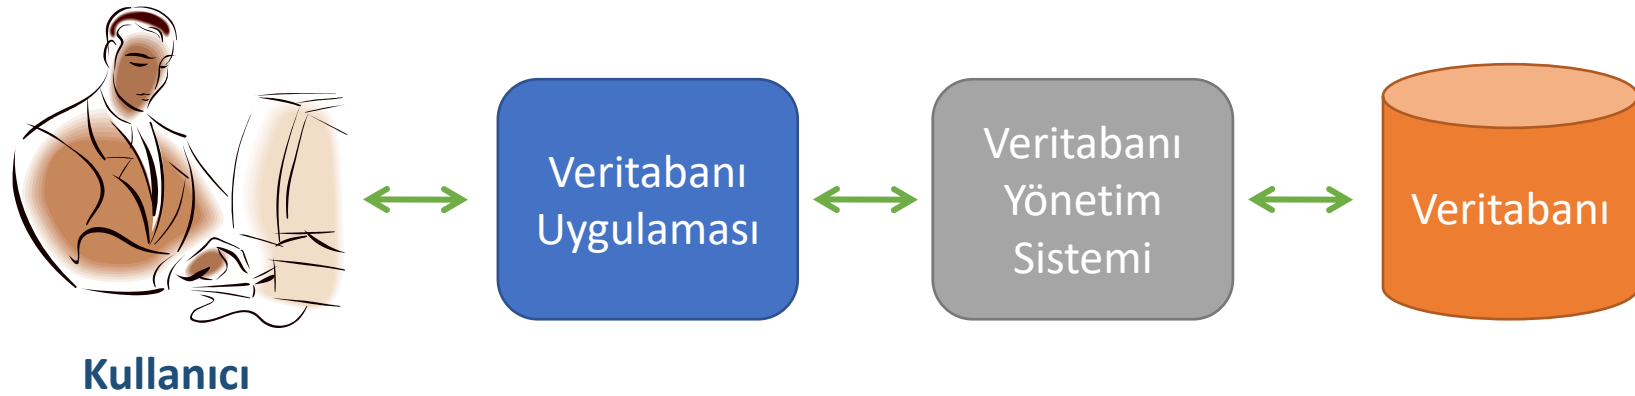 Veritabanı
Uygulaması
Veritabanı
Yönetim
Sistemi
Veritabanı
Kullanıcı